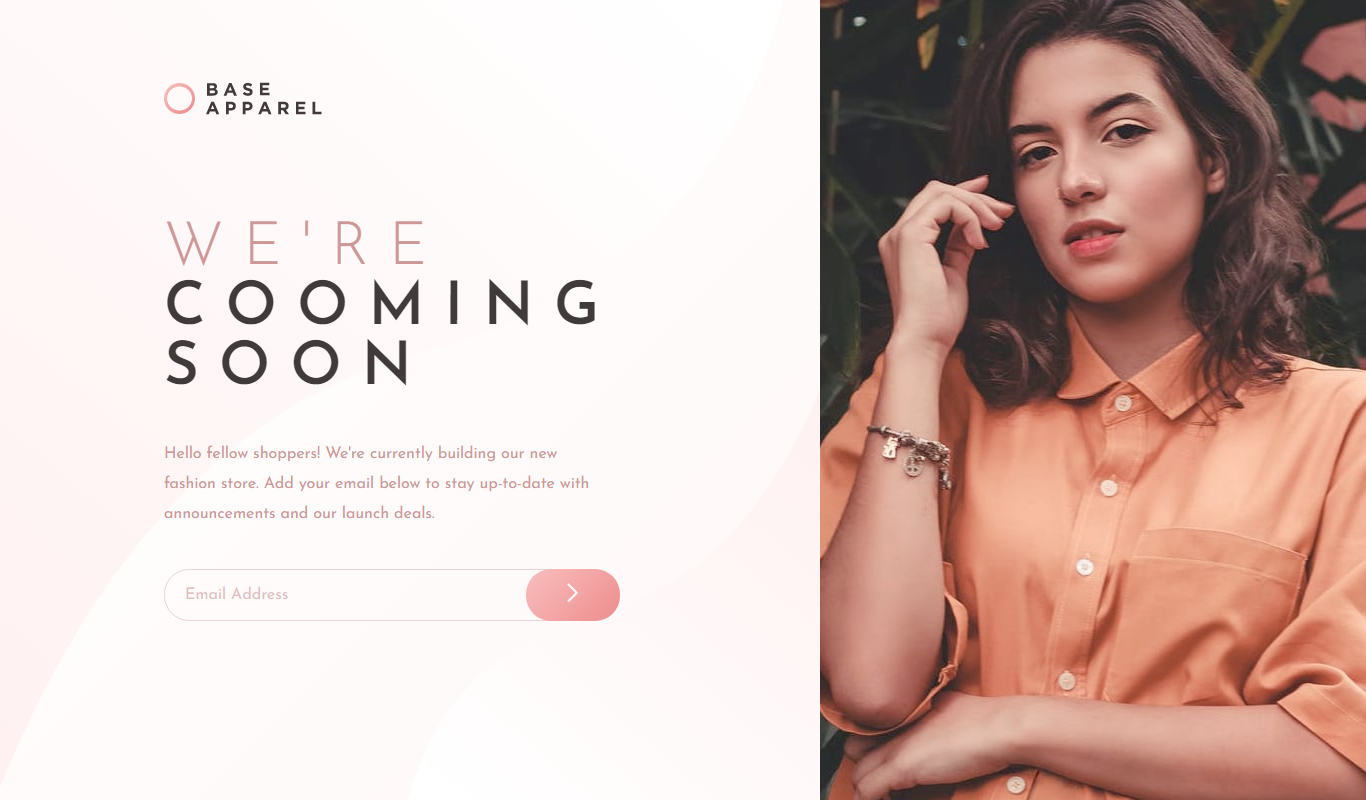 BASE
APPAREL
WE'RE
COOMING
SOON
Hello fellow shoppers! We're currently building our new
fashion store. Add your email below to stay up-to-date with
announcements and our launch deals.
Email Address